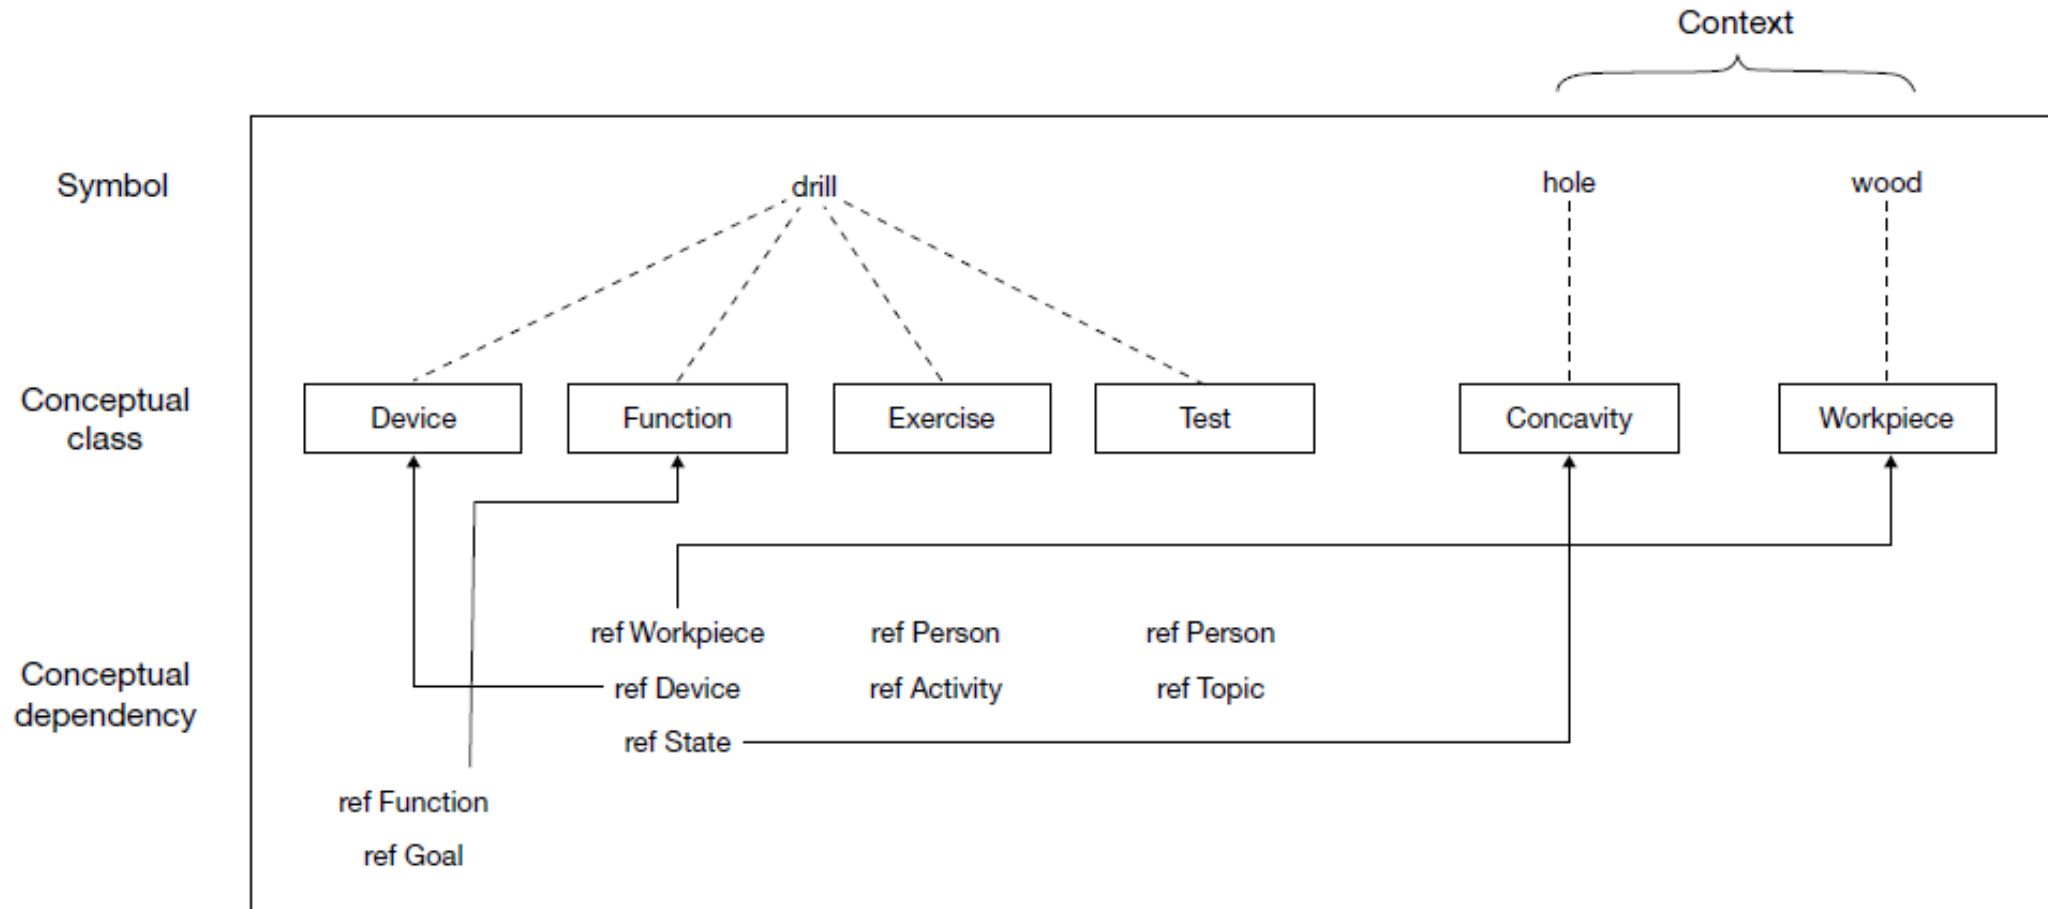 Context
Symbol
drill
hole
wood
Conceptual
class
Device
Function
Exercise
Test
Concavity
Workpiece
Conceptual
dependency
ref Workpiece
ref Person
ref Person
ref Device
ref Activity
ref Topic
ref State
ref Function
ref Goal